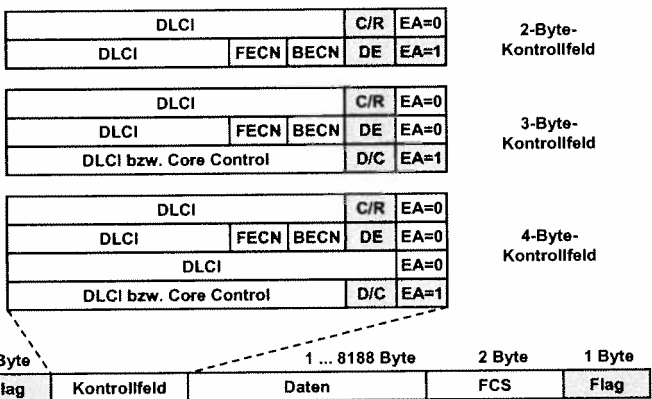 DLCI C/R EA=0
DLCI FECN BECN DE EA=1
2-Byte-
Kontrollfeld
DLCI C/R EA=0
DLCI FECN BECN DE EA=0
DLCI bzw. Core Control D/C EA=1
3-Byte-
Kontrollfeld
DLCI C/R EA=0
DLCI FECN BECN DE EA=0
DLCI EA=0
DLCI bzw. Core Control D/C EA=1
4-Byte-
Kontrollfeld
Byte 1 ... 8188 Byte 2 Byte 1 Byte
lag Kontrollfeld Daten FCS Flag